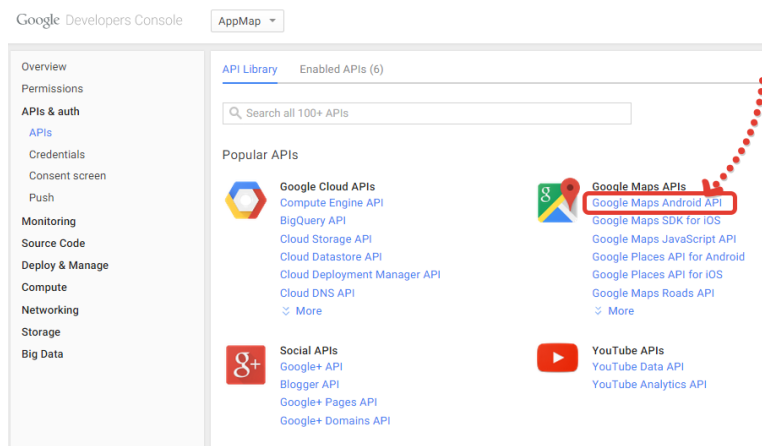 Google Developers Console
AppMap
Overview
Permissions
APIs & auth
APIs
Credentials
Consent screen
Push
Monitoring
Source Code
Deploy & Manage
Compute
Networking
Storage
Big Data
API Library
Enabled APIs (6)
Search all 100+ APIs
Popular APIs
Google Cloud APIs
Compute Engine API
BigQuery API
Cloud Storage API
Cloud Datastore API
Cloud Deployment Manager API
Cloud DNS API
More
8
Google Maps APIs
Google Maps Android API
Google Maps SDK for iOS
Google Maps JavaScript API
Google Places API for Android
Google Places API for iOS
Google Maps Roads API
More
g+
Social APIs
Google+ API
Blogger API
Google+ Pages API
Google+ Domains API
YouTube APIs
YouTube Data API
YouTube Analytics API